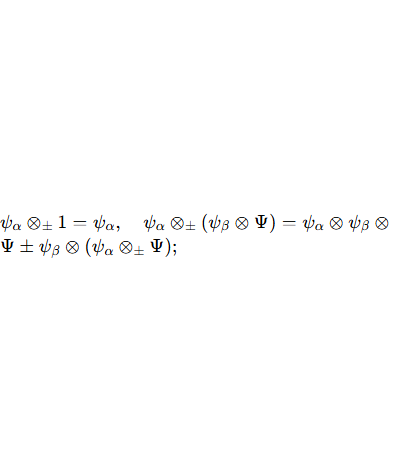 ψ_α ⊗_± 1 = ψ_α,  ψ_α ⊗_± (ψ_β ⊗ Ψ) = ψ_α ⊗ ψ_β ⊗
Ψ ± ψ_β ⊗ (ψ_α ⊗_± Ψ);